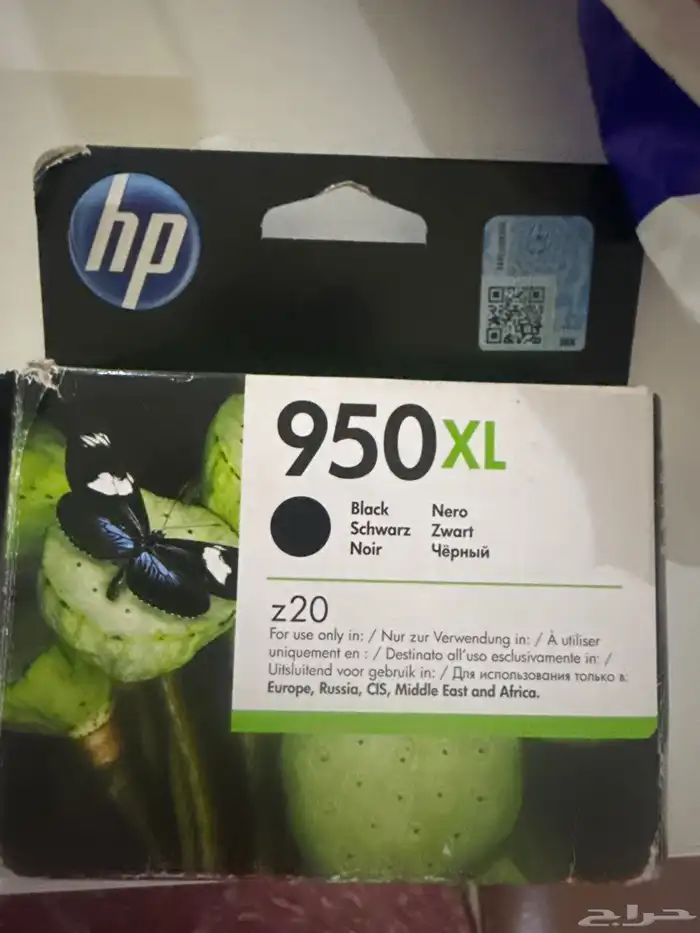 hp
950XL
Black Nero
Schwarz Zwart
Noir Чёрный
z20
For use only in: / Nur zur Verwendung in: / À utiliser
uniquement en : / Destinato all'uso esclusivamente in: /
Uitsluitend voor gebruik in: / Для использования только в:
Europe, Russia, CIS, Middle East and Africa.
حراج